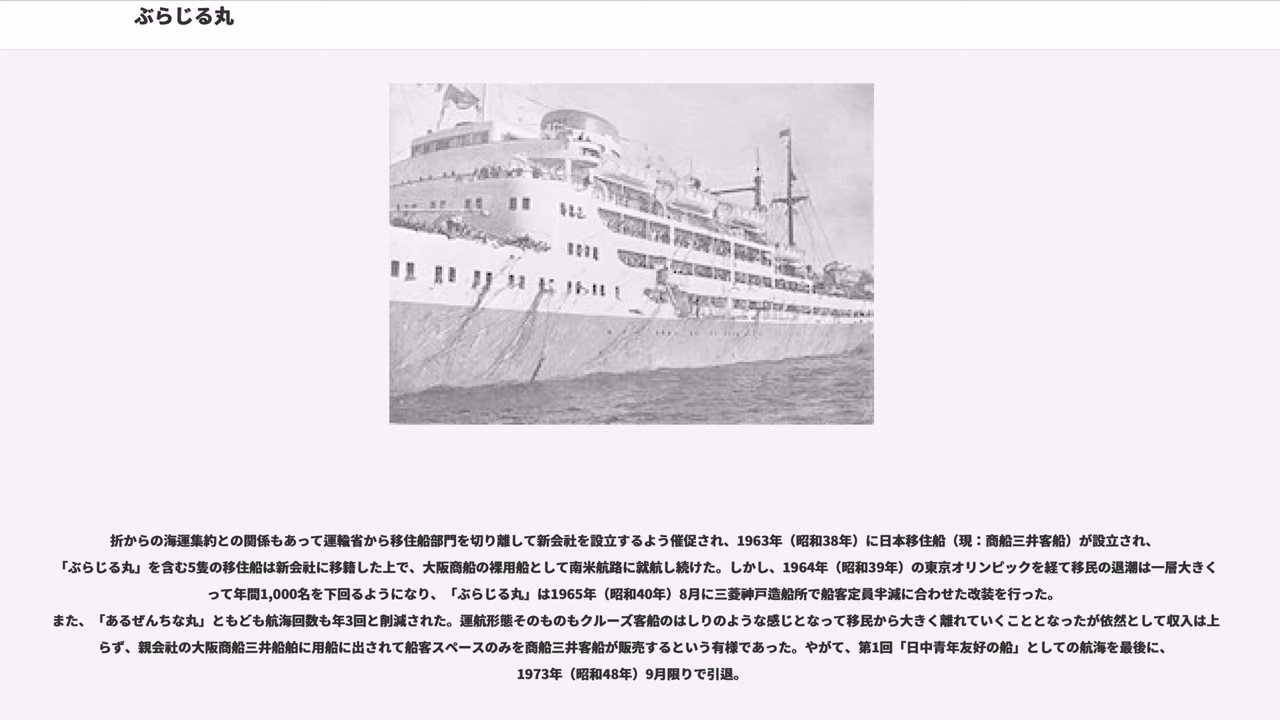 ぶらじる丸
折からの海運集約との関係もあって運輸省から移住船部門を切り離して新会社を設立するよう催促され、1963年（昭和38年）に日本移住船（現：商船三井客船）が設立され、
「ぶらじる丸」を含む5隻の移住船は新会社に移籍した上で、大阪商船の裸用船として南米航路に就航し続けた。しかし、1964年（昭和39年）の東京オリンピックを経て移民の退潮は一層大きく
って年間1,000名を下回るようになり、「ぶらじる丸」は1965年（昭和40年）8月に三菱神戸造船所で船客定員半減に合わせた改装を行った。
また、「あるぜんちな丸」ともども航海回数も年3回と削減された。運航形態そのものもクルーズ客船のはしりのような感じとなって移民から大きく離れていくこととなったが依然として収入は上
らず、親会社の大阪商船三井船舶に用船に出されて船客スペースのみを商船三井客船が販売するという有様であった。やがて、第1回「日中青年友好の船」としての航海を最後に、
1973年（昭和48年）9月限りで引退。